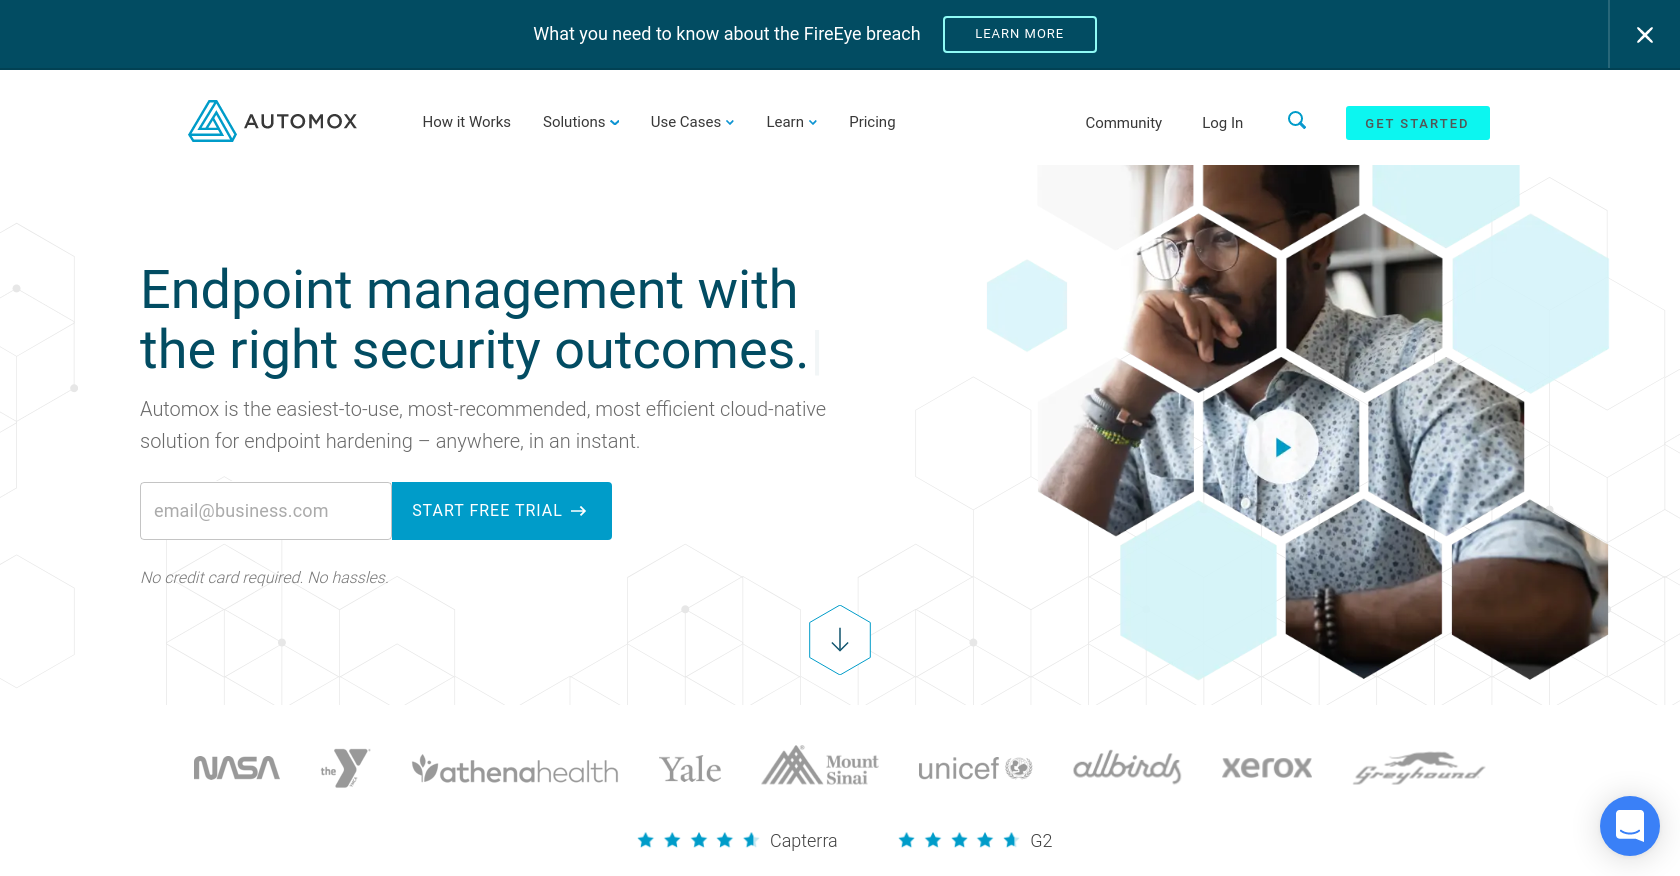 What you need to know about the FireEye breach
LEARN MORE
AUTOMOX
How it Works
Solutions
Use Cases
Learn
Pricing
Community
Log In
GET STARTED
Endpoint management with
the right security outcomes.
Automox is the easiest-to-use, most-recommended, most efficient cloud-native
solution for endpoint hardening – anywhere, in an instant.
email@business.com
START FREE TRIAL
No credit card required. No hassles.
NASA
the Y
athenahealth
Yale
Mount
Sinai
unicef
allbirds
xerox
Greyhound
Capterra
G2